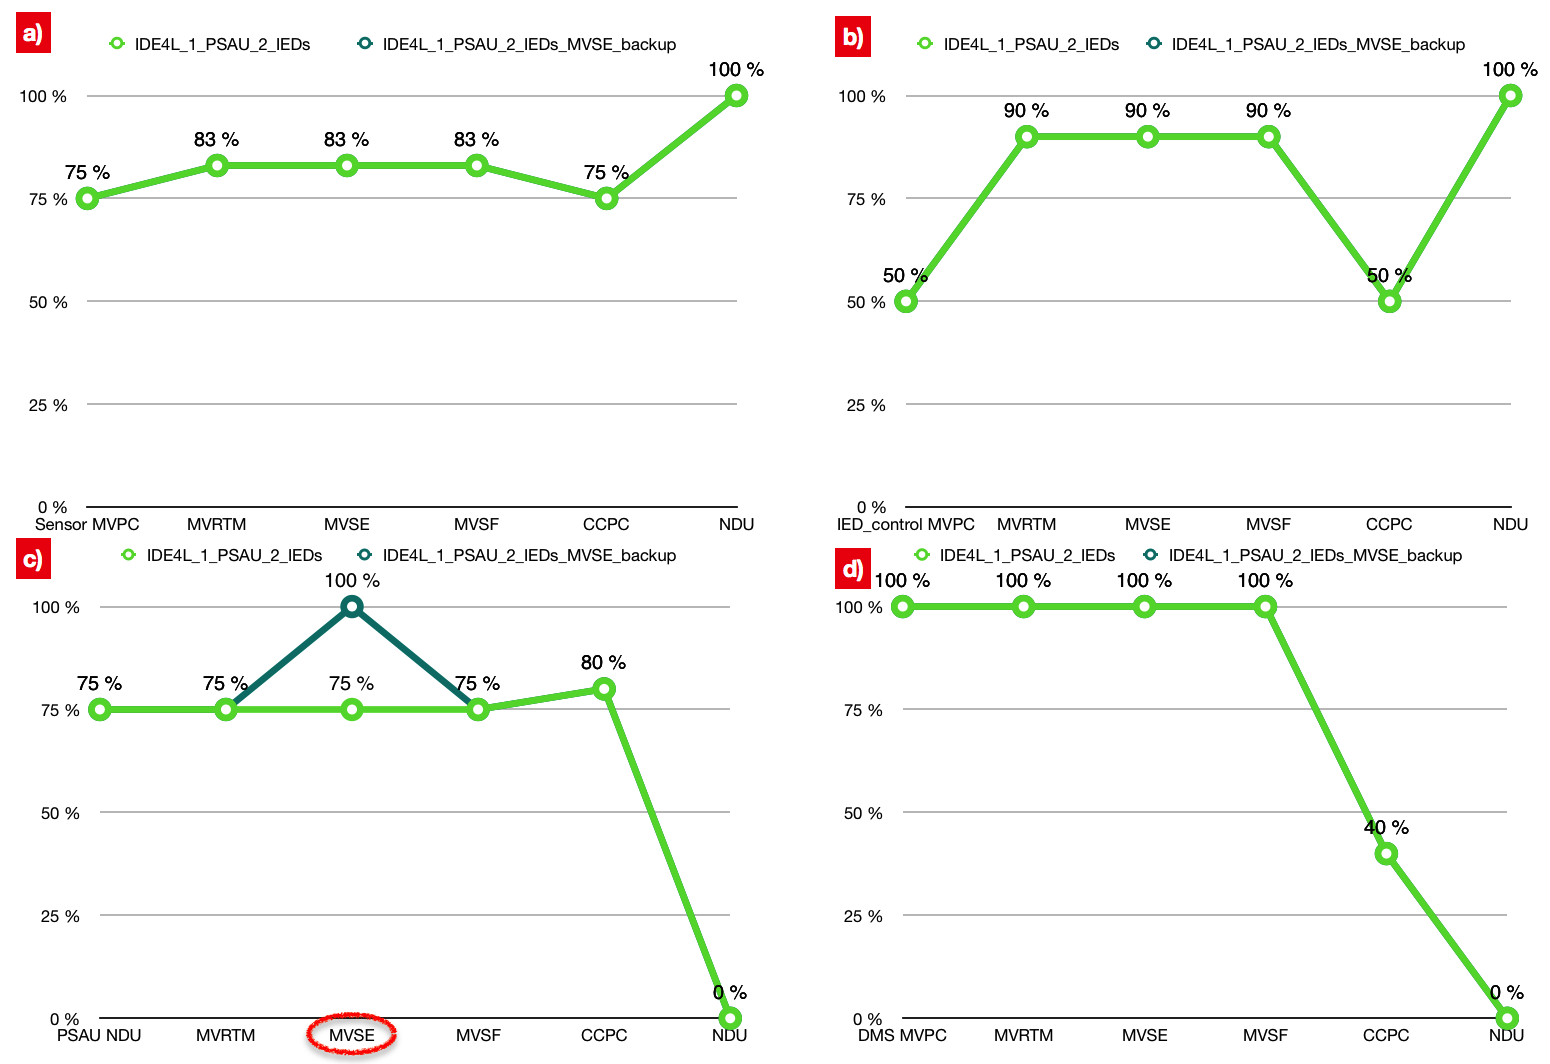 a)
IDE4L_1_PSAU_2_IEDs IDE4L_1_PSAU_2_IEDs_MVSE_backup
100 %
100 %
83 % 83 % 83 %
75 % 75 %
75 %
50 %
25 %
0 %
Sensor MVPC MVRTM MVSE MVSF CCPC NDU
b)
IDE4L_1_PSAU_2_IEDs IDE4L_1_PSAU_2_IEDs_MVSE_backup
100 %
100 %
90 % 90 % 90 %
75 %
50 % 50 %
50 %
25 %
0 %
IED_control MVPC MVRTM MVSE MVSF CCPC NDU
c)
IDE4L_1_PSAU_2_IEDs IDE4L_1_PSAU_2_IEDs_MVSE_backup
100 %
100 %
80 %
75 % 75 % 75 % 75 %
75 %
50 %
25 %
0 %
0 %
PSAU NDU MVRTM MVSE MVSF CCPC NDU
d)
IDE4L_1_PSAU_2_IEDs IDE4L_1_PSAU_2_IEDs_MVSE_backup
100 % 100 % 100 % 100 %
100 %
75 %
50 %
40 %
25 %
0 %
0 %
DMS MVPC MVRTM MVSE MVSF CCPC NDU